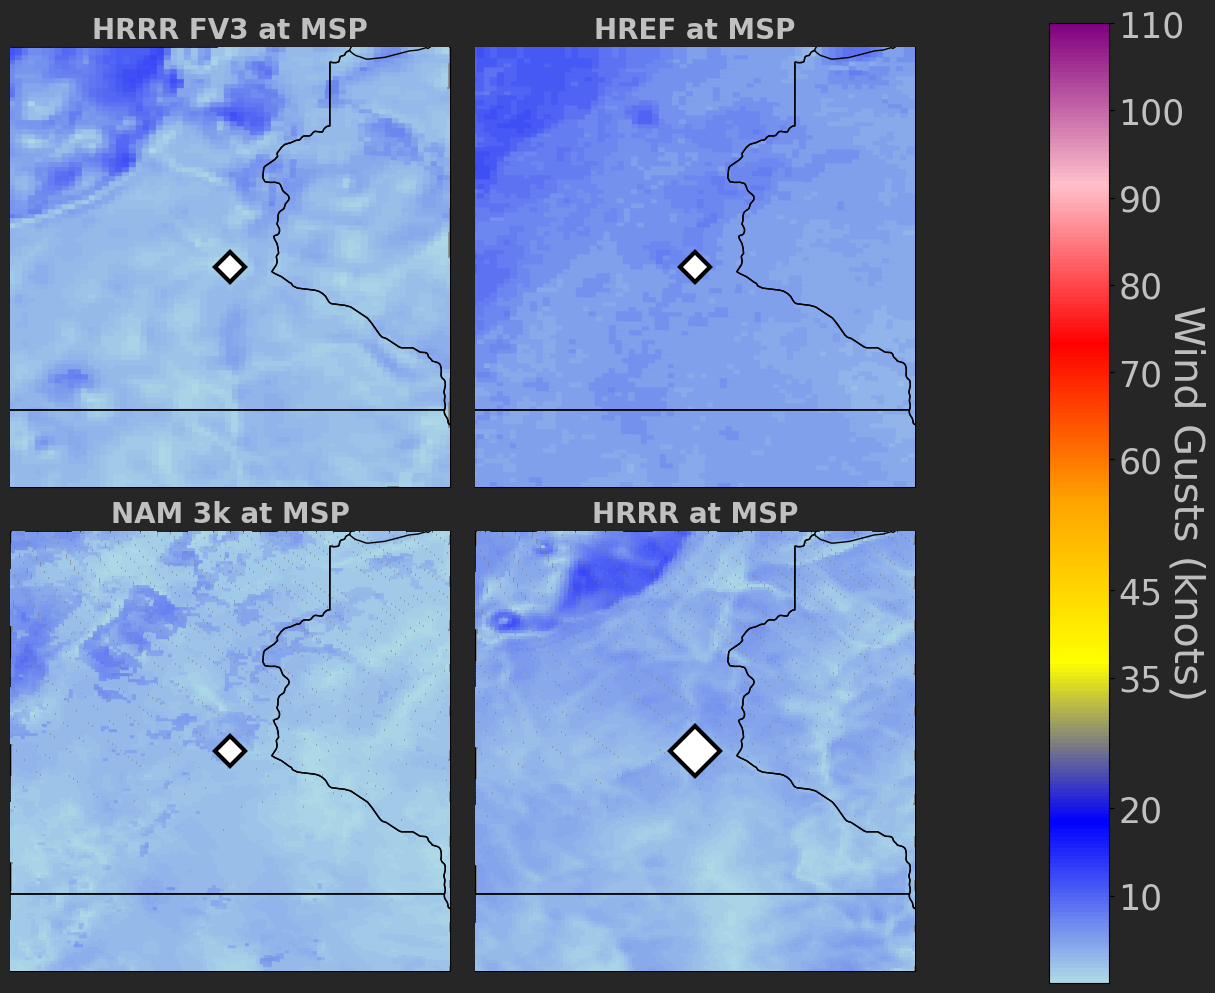 HRRR FV3 at MSP
HREF at MSP
NAM 3k at MSP
HRRR at MSP
110
100
90
80
70
60
45
35
20
10
Wind Gusts (knots)